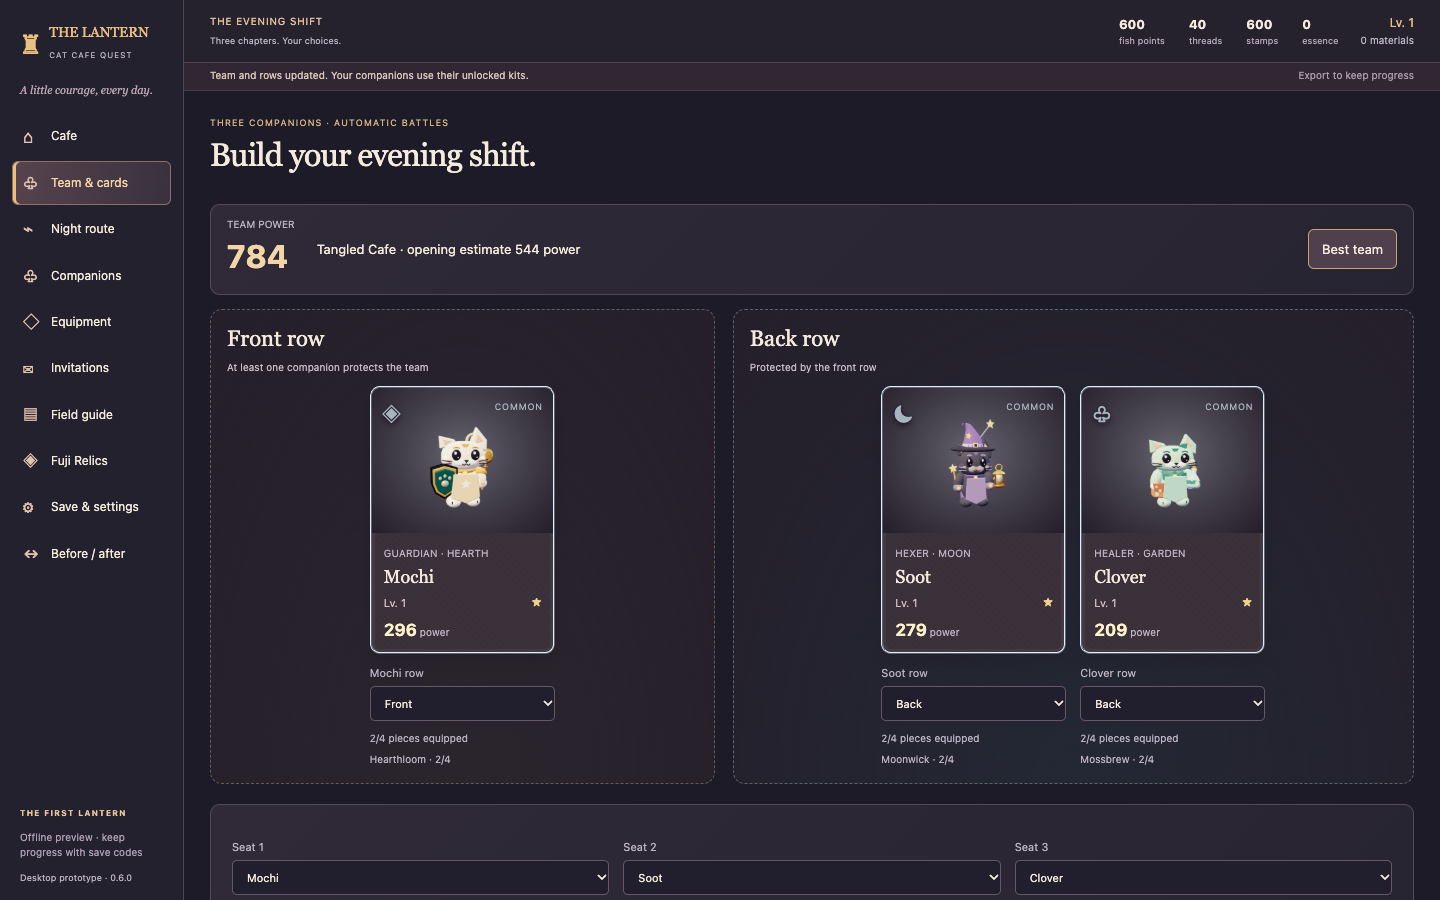 THE LANTERN
CAT CAFE QUEST
A little courage, every day.
Cafe
Team & cards
Night route
Companions
Equipment
Invitations
Field guide
Fuji Relics
Save & settings
Before / after
THE FIRST LANTERN
Offline preview · keep
progress with save codes
Desktop prototype · 0.6.0
THE EVENING SHIFT
Three chapters. Your choices.
600
fish points
40
threads
600
stamps
0
essence
Lv. 1
0 materials
Team and rows updated. Your companions use their unlocked kits.
Export to keep progress
THREE COMPANIONS · AUTOMATIC BATTLES
Build your evening shift.
TEAM POWER
784
Tangled Cafe · opening estimate 544 power
Best team
Front row
At least one companion protects the team
COMMON
GUARDIAN · HEARTH
Mochi
Lv. 1
296 power
Mochi row
Front
2/4 pieces equipped
Hearthloom · 2/4
Back row
Protected by the front row
COMMON
HEXER · MOON
Soot
Lv. 1
279 power
Soot row
Back
2/4 pieces equipped
Moonwick · 2/4
COMMON
HEALER · GARDEN
Clover
Lv. 1
209 power
Clover row
Back
2/4 pieces equipped
Mossbrew · 2/4
Seat 1
Mochi
Seat 2
Soot
Seat 3
Clover